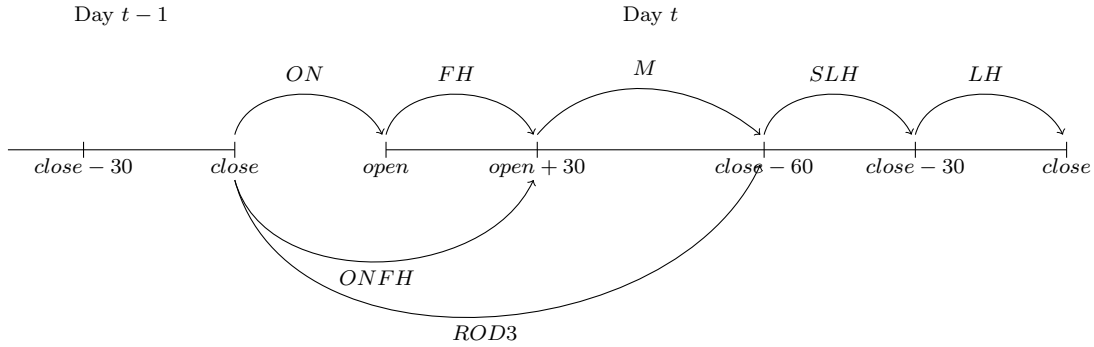 Day t − 1
Day t
ON
FH
M
SLH
LH
close − 30
close
open
open + 30
close − 60
close − 30
close
ONFH
ROD3